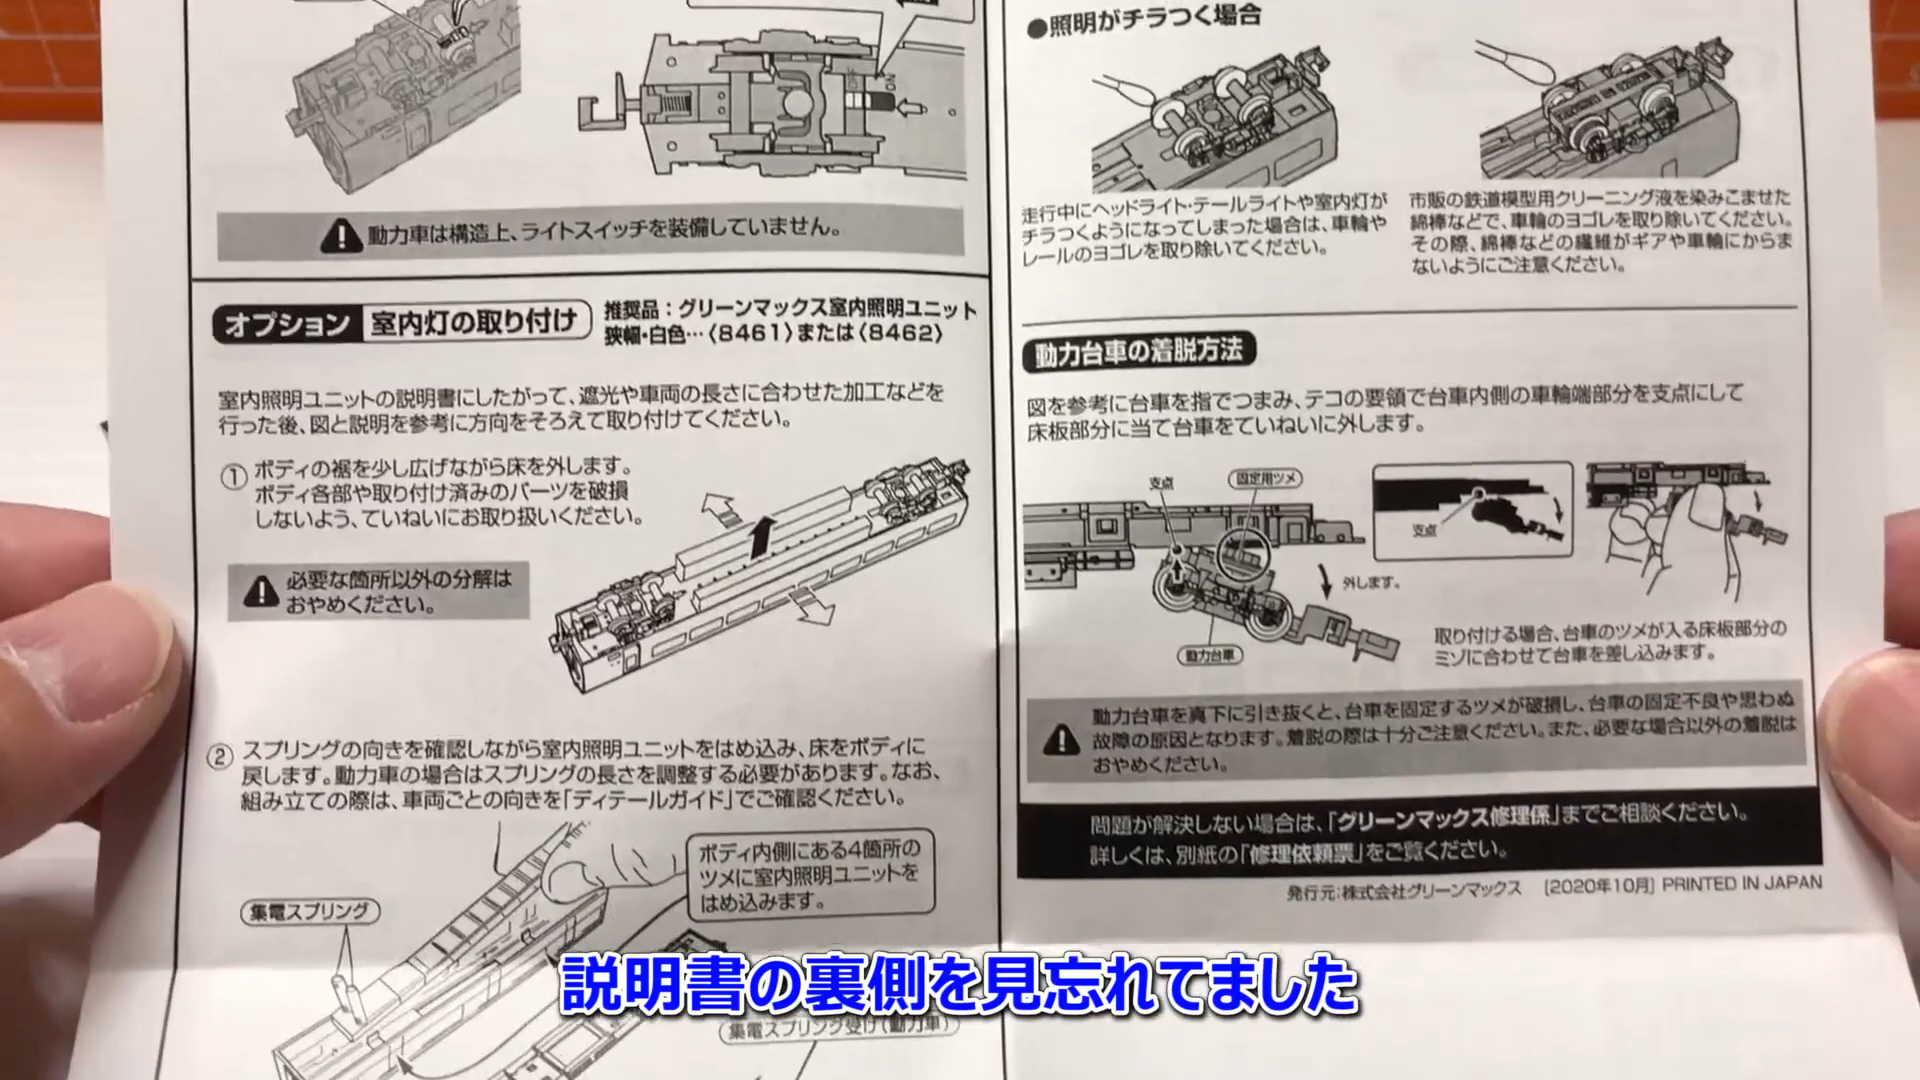 動力車は構造上、ライトスイッチを装備していません。
オプション 室内灯の取り付け
推奨品：グリーンマックス室内照明ユニット
狭幅・白色…〈8461〉または〈8462〉
室内照明ユニットの説明書にしたがって、遮光や車両の長さに合わせた加工などを
行った後、図と説明を参考に方向をそろえて取り付けてください。
① ボディの裾を少し広げながら床を外します。
ボディ各部や取り付け済みのパーツを破損
しないよう、ていねいにお取り扱いください。
必要な箇所以外の分解は
おやめください。
② スプリングの向きを確認しながら室内照明ユニットをはめ込み、床をボディに
戻します。動力車の場合はスプリングの長さを調整する必要があります。なお、
組み立ての際は、車両ごとの向きを「ディテールガイド」でご確認ください。
ボディ内側にある4箇所の
ツメに室内照明ユニットを
はめ込みます。
集電スプリング
集電スプリング受け（動力車）
●照明がチラつく場合
走行中にヘッドライト・テールライトや室内灯が
チラつくようになってしまった場合は、車輪や
レールのヨゴレを取り除いてください。
市販の鉄道模型用クリーニング液を染みこませた
綿棒などで、車輪のヨゴレを取り除いてください。
その際、綿棒などの繊維がギアや車輪にからま
ないようにご注意ください。
動力台車の着脱方法
図を参考に台車を指でつまみ、テコの要領で台車内側の車輪端部分を支点にして
床板部分に当て台車をていねいに外します。
支点
固定用ツメ
支点
外します。
動力台車
取り付ける場合、台車のツメが入る床板部分の
ミゾに合わせて台車を差し込みます。
動力台車を真下に引き抜くと、台車を固定するツメが破損し、台車の固定不良や思わぬ
故障の原因となります。着脱の際は十分ご注意ください。また、必要な場合以外の着脱は
おやめください。
問題が解決しない場合は、「グリーンマックス修理係」までご相談ください。
詳しくは、別紙の「修理依頼票」をご覧ください。
発行元：株式会社グリーンマックス [2020年10月] PRINTED IN JAPAN
説明書の裏側を見忘れてました